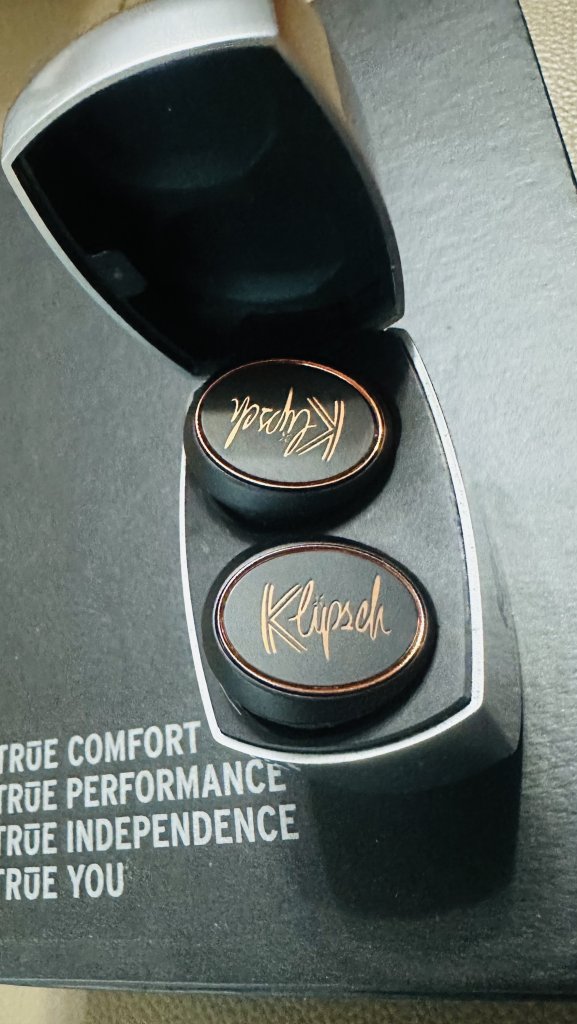 Klipsch
Klipsch
TRUE COMFORT
TRUE PERFORMANCE
TRUE INDEPENDENCE
TRUE YOU